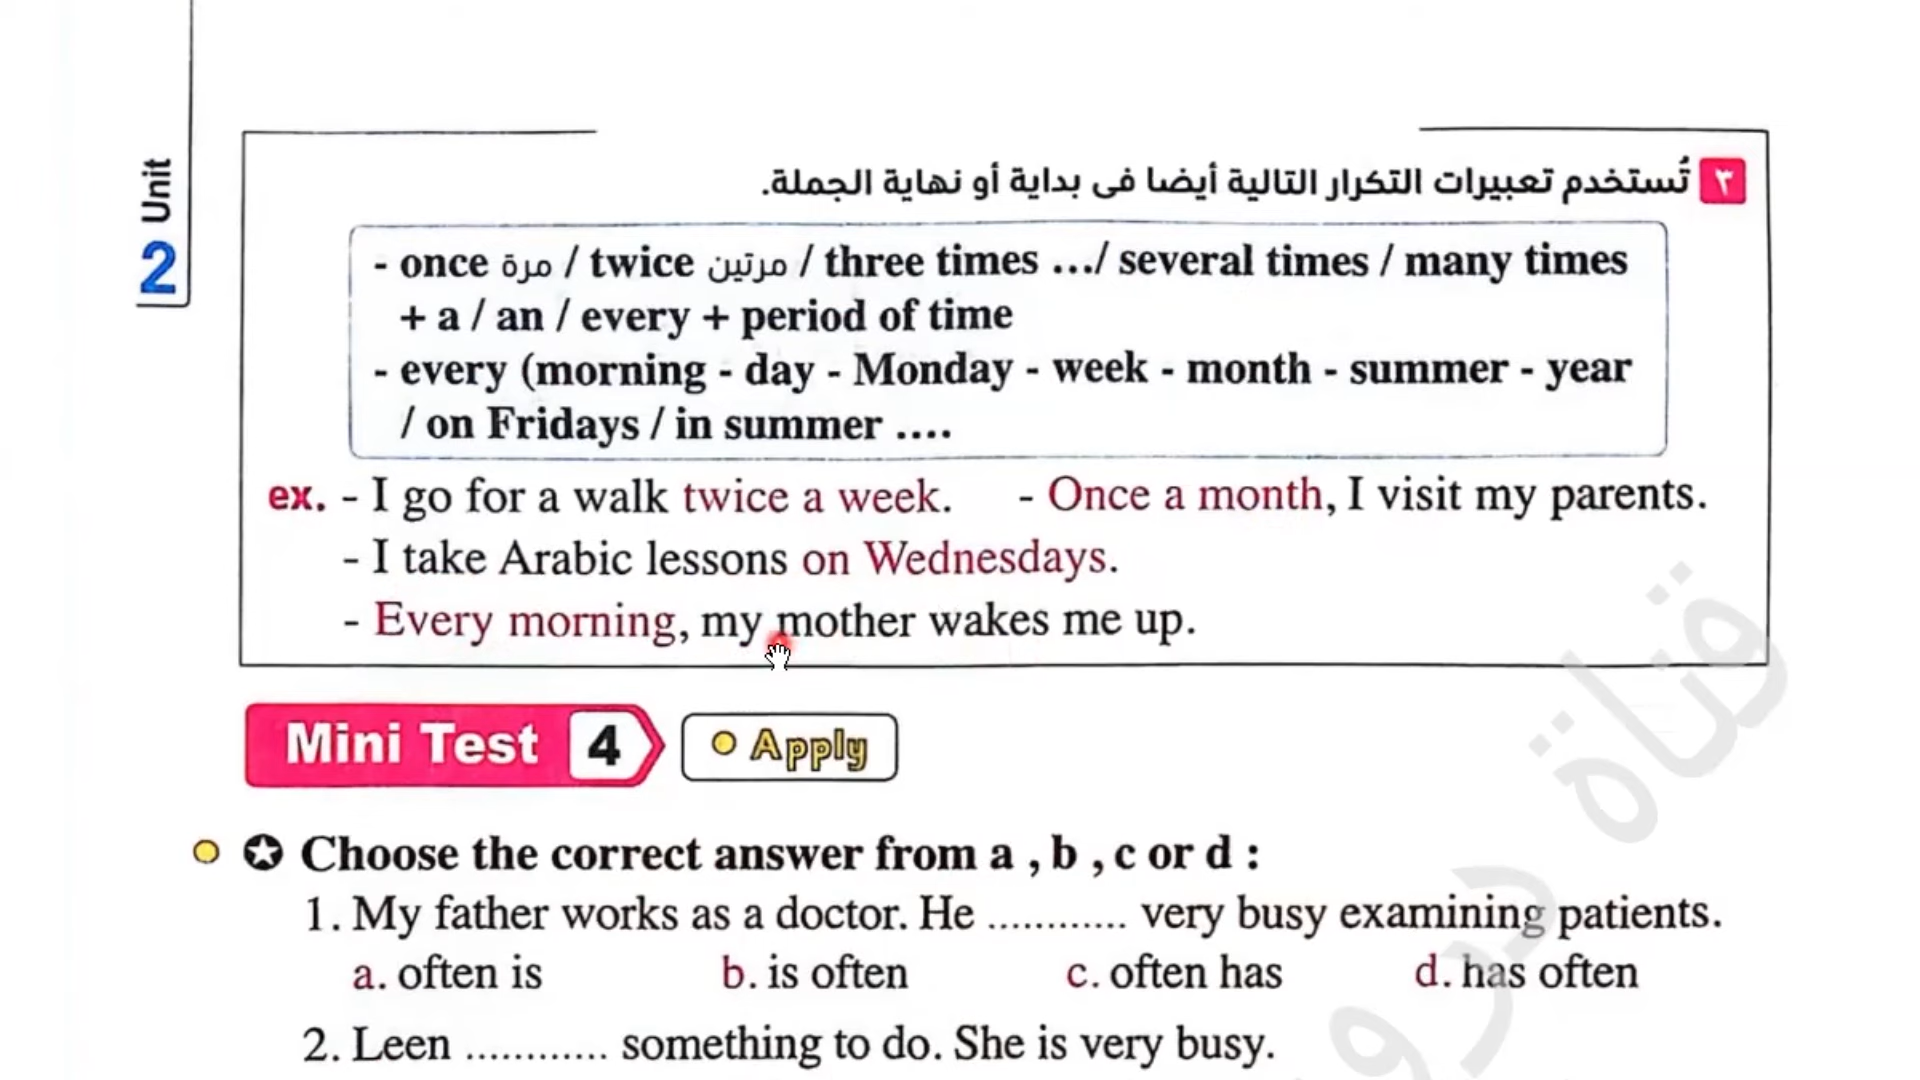 Unit 2
٣ تُستخدم تعبيرات التكرار التالية أيضا فى بداية أو نهاية الجملة.
- once مرة / twice مرتين / three times .../ several times / many times
+ a / an / every + period of time
- every (morning - day - Monday - week - month - summer - year
/ on Fridays / in summer ....
ex. - I go for a walk twice a week. - Once a month, I visit my parents.
- I take Arabic lessons on Wednesdays.
- Every morning, my mother wakes me up.
Mini Test 4 • Apply
Choose the correct answer from a , b , c or d :
1. My father works as a doctor. He ............ very busy examining patients.
a. often is b. is often c. often has d. has often
2. Leen ............ something to do. She is very busy.
قناة